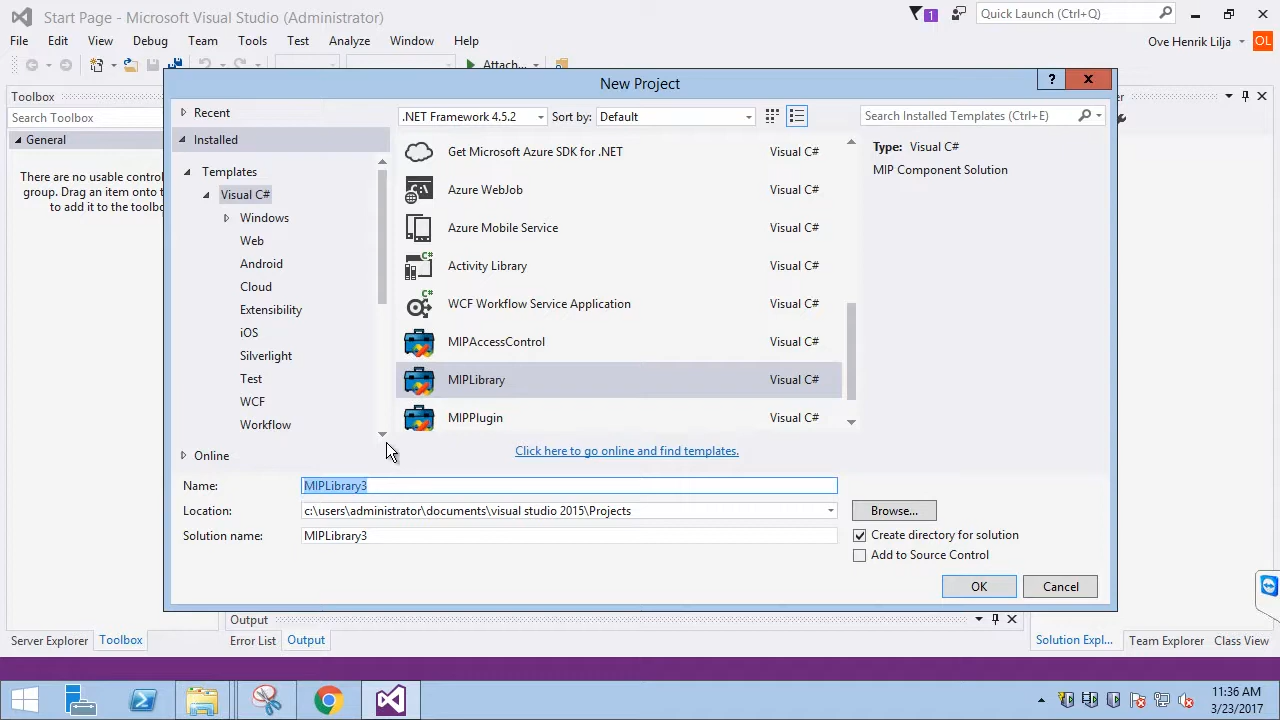 Start Page - Microsoft Visual Studio (Administrator)
1
Quick Launch (Ctrl+Q)
File Edit View Debug Team Tools Test Analyze Window Help
Ove Henrik Lilja OL
Attach...
Toolbox
Search Toolbox
General
There are no usable control
group. Drag an item onto t
to add it to the toolbo
New Project
?
Recent
.NET Framework 4.5.2 Sort by: Default
Search Installed Templates (Ctrl+E)
Installed
Templates
Visual C#
Windows
Web
Android
Cloud
Extensibility
iOS
Silverlight
Test
WCF
Workflow
Online
Get Microsoft Azure SDK for .NET Visual C#
Azure WebJob Visual C#
Azure Mobile Service Visual C#
Activity Library Visual C#
WCF Workflow Service Application Visual C#
MIPAccessControl Visual C#
MIPLibrary Visual C#
MIPPlugin Visual C#
Click here to go online and find templates.
Type: Visual C#
MIP Component Solution
Name: MIPLibrary3
Location: c:\users\administrator\documents\visual studio 2015\Projects
Browse...
Solution name: MIPLibrary3
Create directory for solution
Add to Source Control
OK Cancel
Output
Server Explorer Toolbox
Error List Output
Solution Expl... Team Explorer Class View
11:36 AM
3/23/2017